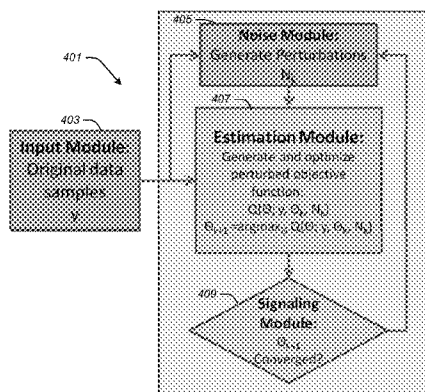 405
Noise Module:
Generate Perturbations
Nₖ
401
407
403
Input Module:
Original data
samples
y
Estimation Module:
Generate and optimize
perturbed objective
function:
Q(Θ; y, Θₖ, Nₖ)
Θₖ₊₁=argmax_Θ Q(Θ; y, Θₖ, Nₖ)
409
Signaling
Module:
Θₖ₊₁
Converged?